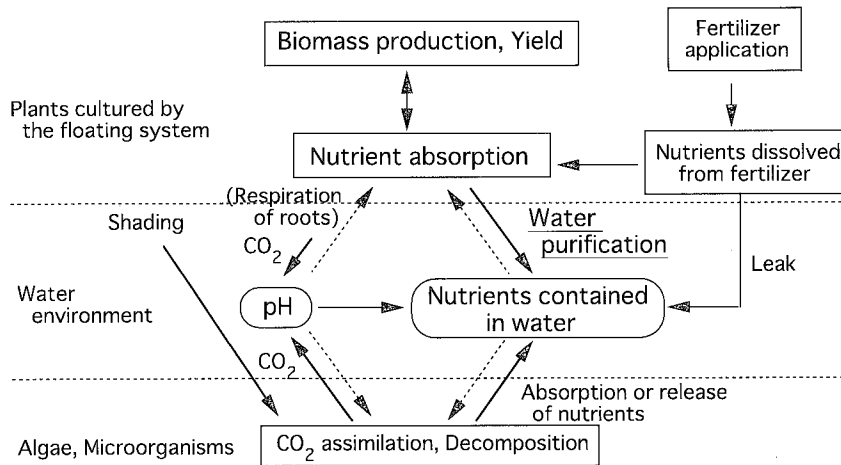 Biomass production, Yield
Fertilizer
application
Plants cultured by
the floating system
Nutrient absorption
Nutrients dissolved
from fertilizer
(Respiration
of roots)
Shading
CO2
Water
purification
Leak
Water
environment
pH
Nutrients contained
in water
CO2
Absorption or release
of nutrients
Algae, Microorganisms
CO2 assimilation, Decomposition